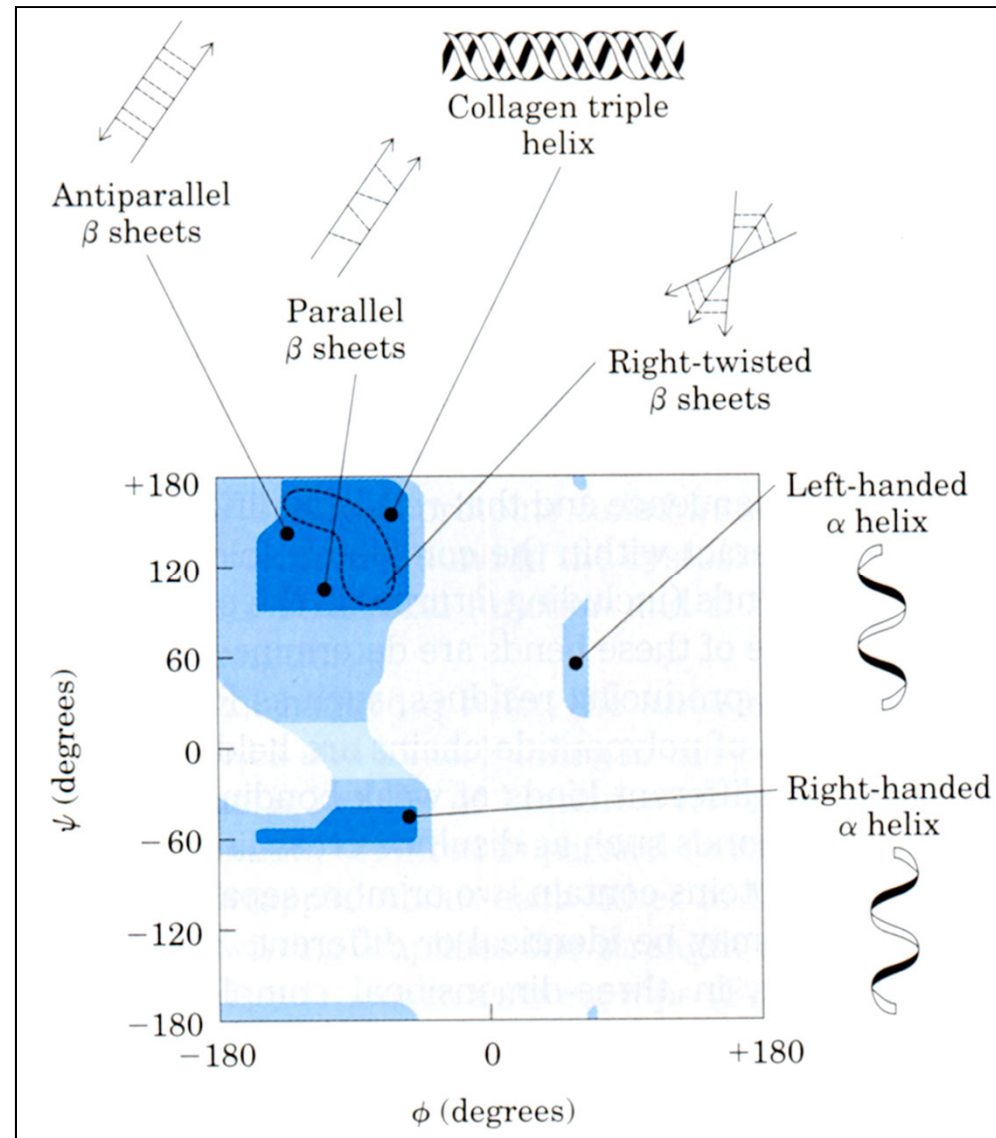 Collagen triple
helix
Antiparallel
β sheets
Parallel
β sheets
Right-twisted
β sheets
Left-handed
α helix
Right-handed
α helix
+180
120
60
0
−60
−120
−180
ψ (degrees)
−180 0 +180
ϕ (degrees)